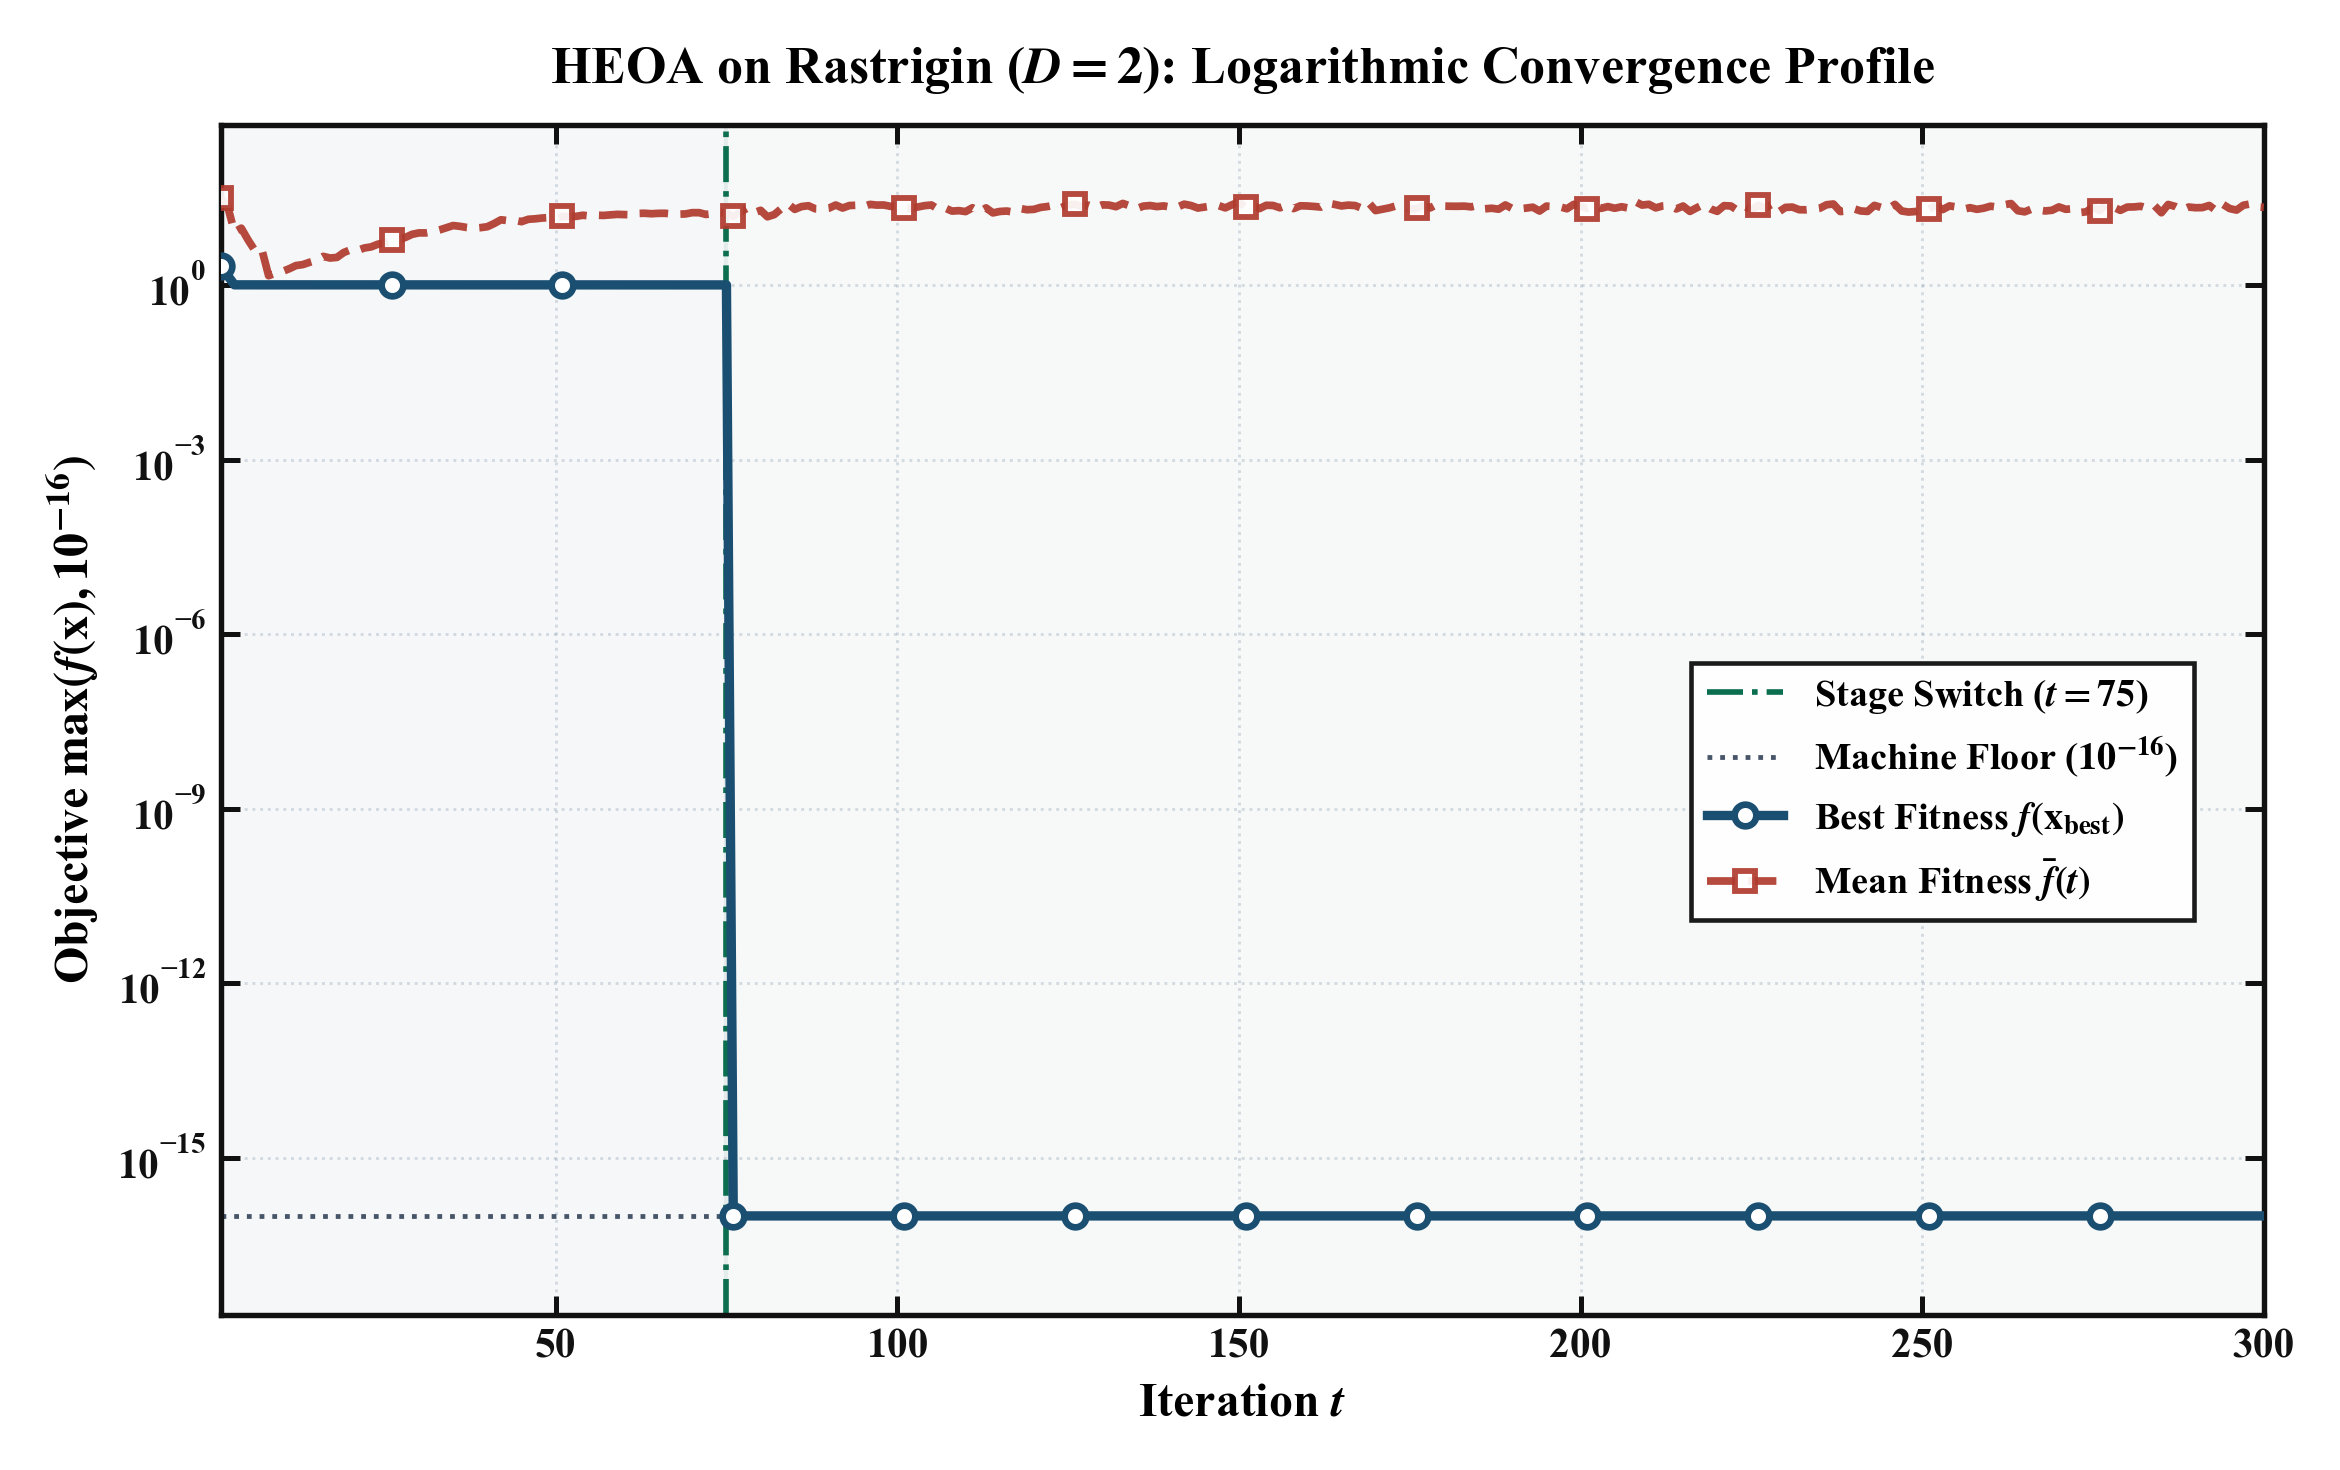 HEOA on Rastrigin (D = 2): Logarithmic Convergence Profile
Objective max(f(x), 10⁻¹⁶)
10⁰
10⁻³
10⁻⁶
10⁻⁹
10⁻¹²
10⁻¹⁵
Stage Switch (t = 75)
Machine Floor (10⁻¹⁶)
Best Fitness f(x_best)
Mean Fitness f̄(t)
50
100
150
200
250
300
Iteration t